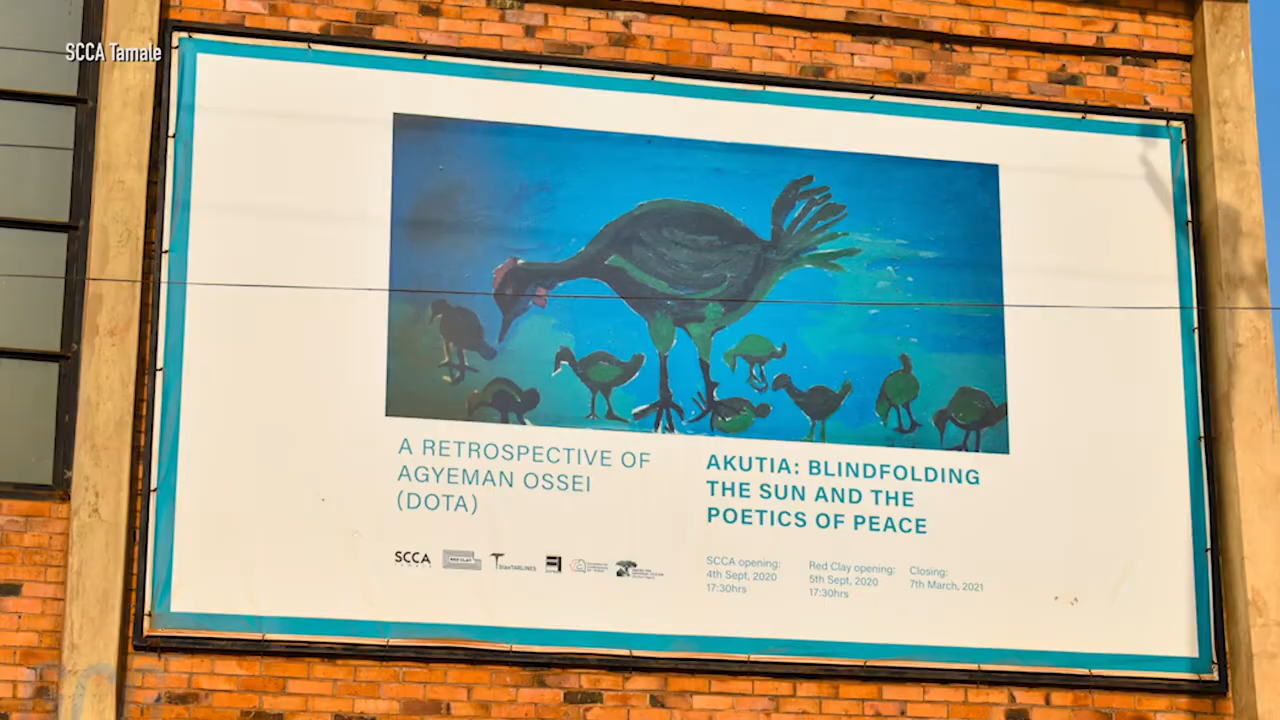 SCCA Tamale
A RETROSPECTIVE OF
AGYEMAN OSSEI
(DOTA)
AKUTIA: BLINDFOLDING
THE SUN AND THE
POETICS OF PEACE
SCCA
RED CLAY
SCCA opening:
4th Sept, 2020
17:30hrs
Red Clay opening:
5th Sept, 2020
17:30hrs
Closing:
7th March, 2021